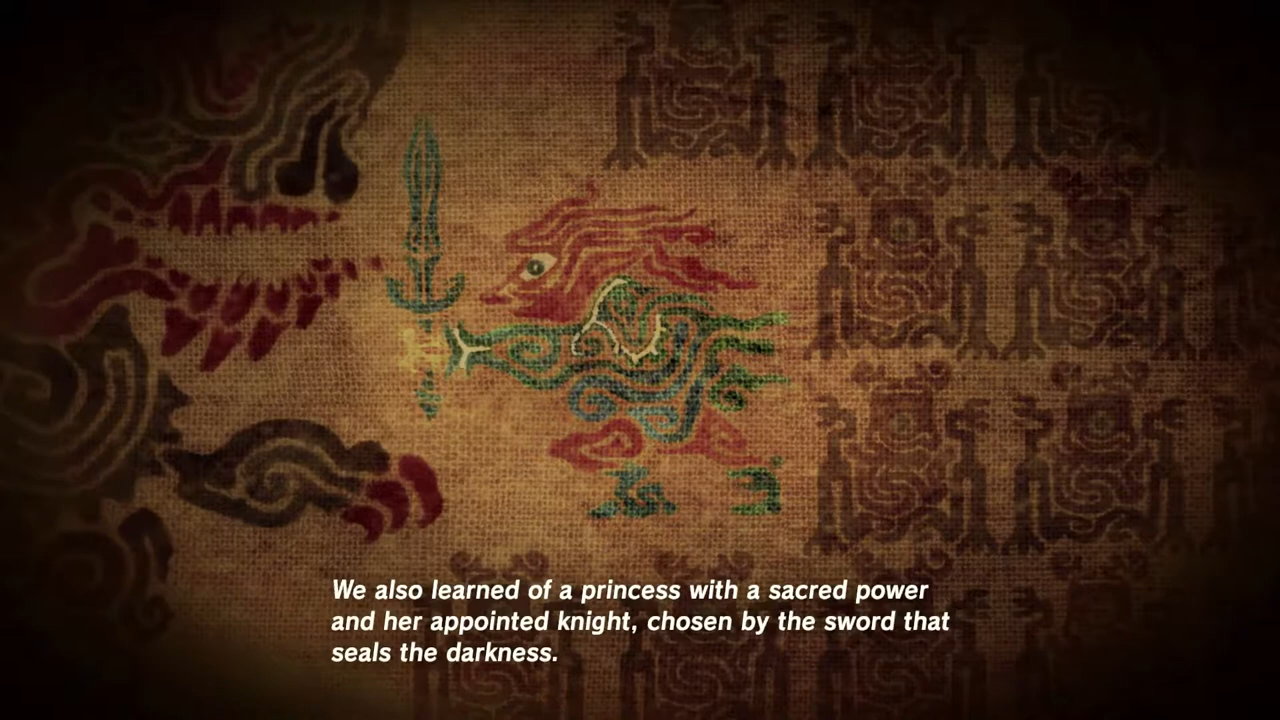 We also learned of a princess with a sacred power
and her appointed knight, chosen by the sword that
seals the darkness.